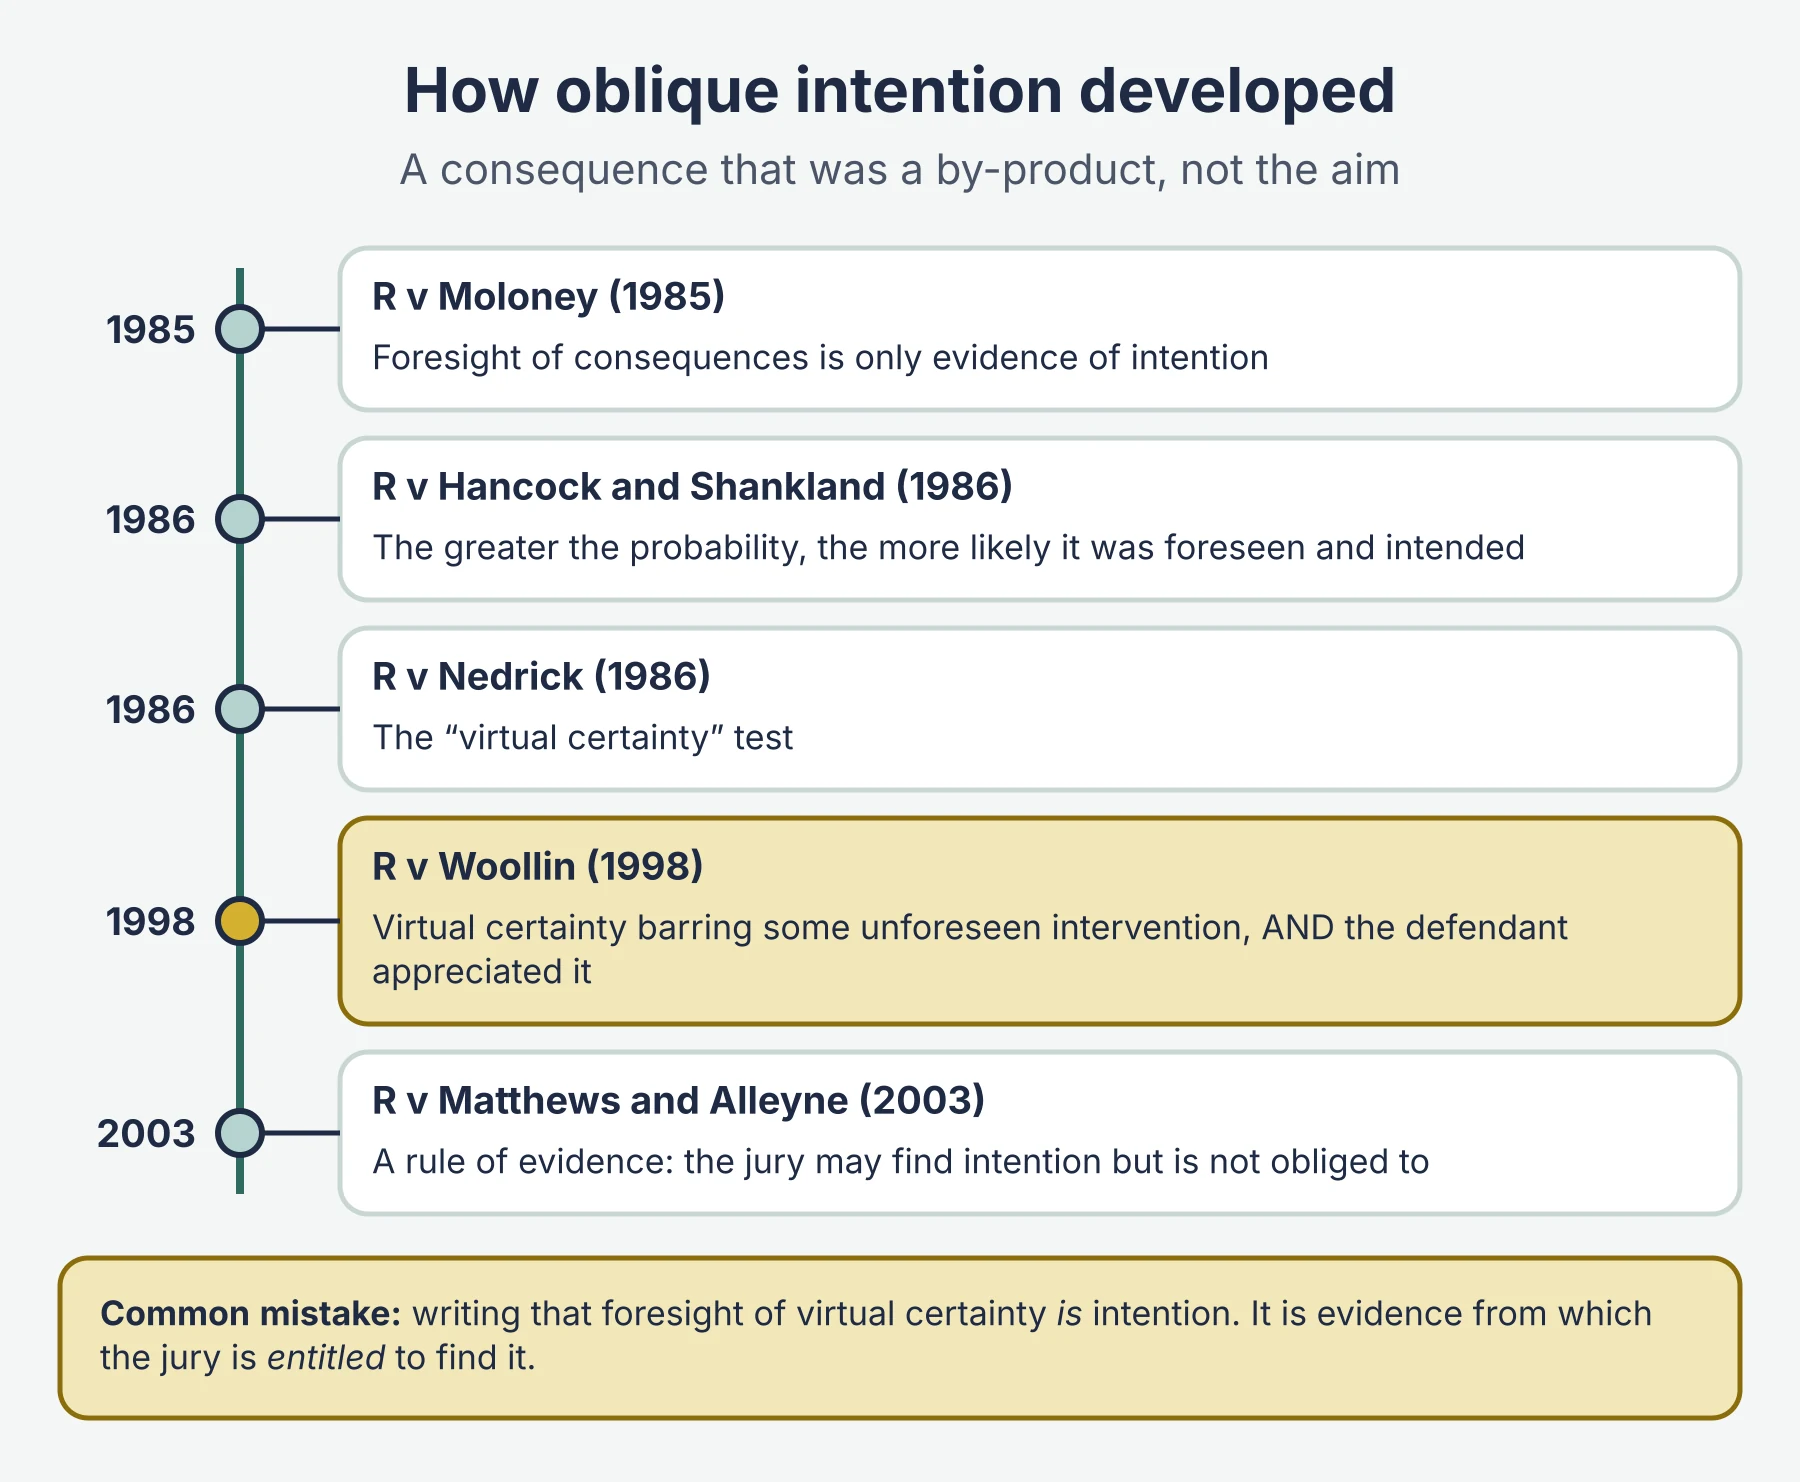 How oblique intention developed
A consequence that was a by-product, not the aim
1985
R v Moloney (1985)
Foresight of consequences is only evidence of intention
1986
R v Hancock and Shankland (1986)
The greater the probability, the more likely it was foreseen and intended
1986
R v Nedrick (1986)
The “virtual certainty” test
1998
R v Woollin (1998)
Virtual certainty barring some unforeseen intervention, AND the defendant
appreciated it
2003
R v Matthews and Alleyne (2003)
A rule of evidence: the jury may find intention but is not obliged to
Common mistake: writing that foresight of virtual certainty is intention. It is evidence from which
the jury is entitled to find it.